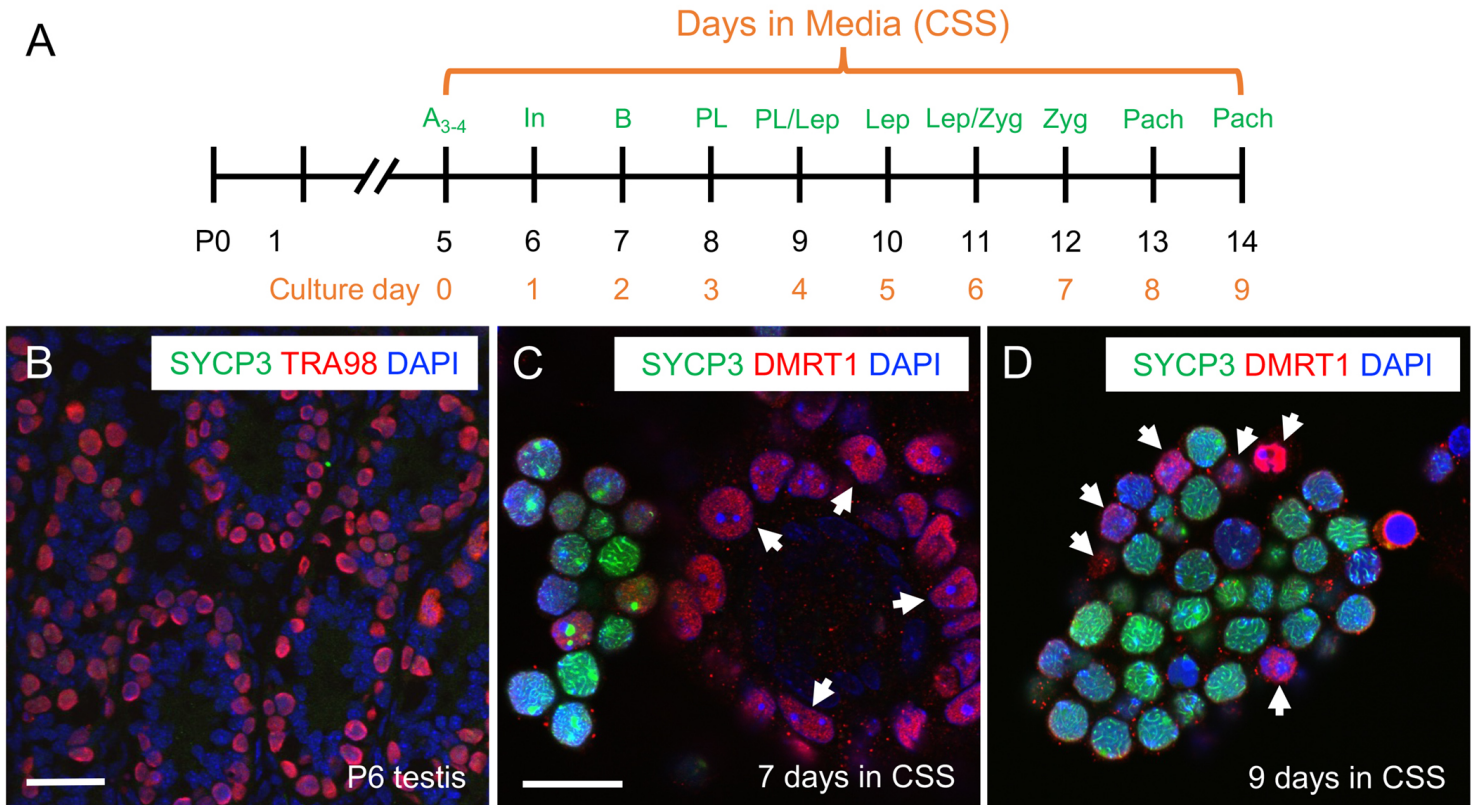 A
Days in Media (CSS)
A3-4 In B PL PL/Lep Lep Lep/Zyg Zyg Pach Pach
P0 1 5 6 7 8 9 10 11 12 13 14
Culture day 0 1 2 3 4 5 6 7 8 9
B
SYCP3 TRA98 DAPI
P6 testis
C
SYCP3 DMRT1 DAPI
7 days in CSS
D
SYCP3 DMRT1 DAPI
9 days in CSS